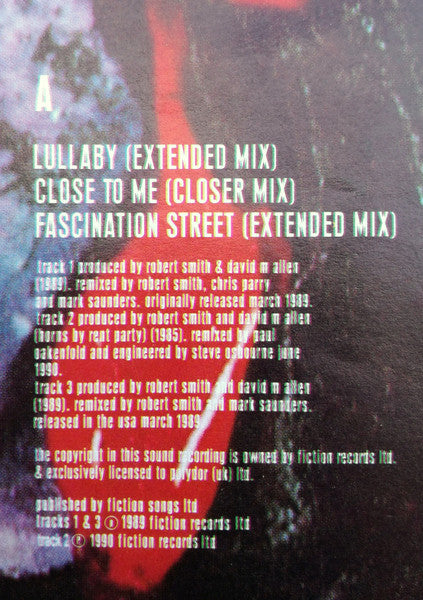 A,
LULLABY (EXTENDED MIX)
CLOSE TO ME (CLOSER MIX)
FASCINATION STREET (EXTENDED MIX)
track 1 produced by robert smith & david m allen
(1989). remixed by robert smith, chris parry
and mark saunders. originally released march 1989.
track 2 produced by robert smith and david m allen
(horns by rent party) (1985). remixed by paul
oakenfold and engineered by steve osbourne june
1990.
track 3 produced by robert smith and david m allen
(1989). remixed by robert smith and mark saunders.
released in the usa march 1989
the copyright in this sound recording is owned by fiction records ltd.
& exclusively licensed to polydor (uk) ltd.
published by fiction songs ltd
tracks 1 & 3 ℗ 1989 fiction records ltd
track 2 ℗ 1990 fiction records ltd